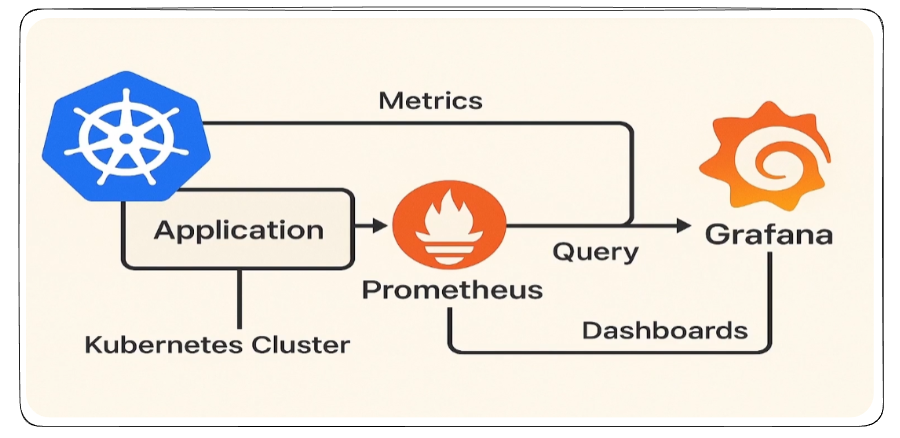 Metrics
Application
Grafana
Query
Prometheus
Dashboards
Kubernetes Cluster